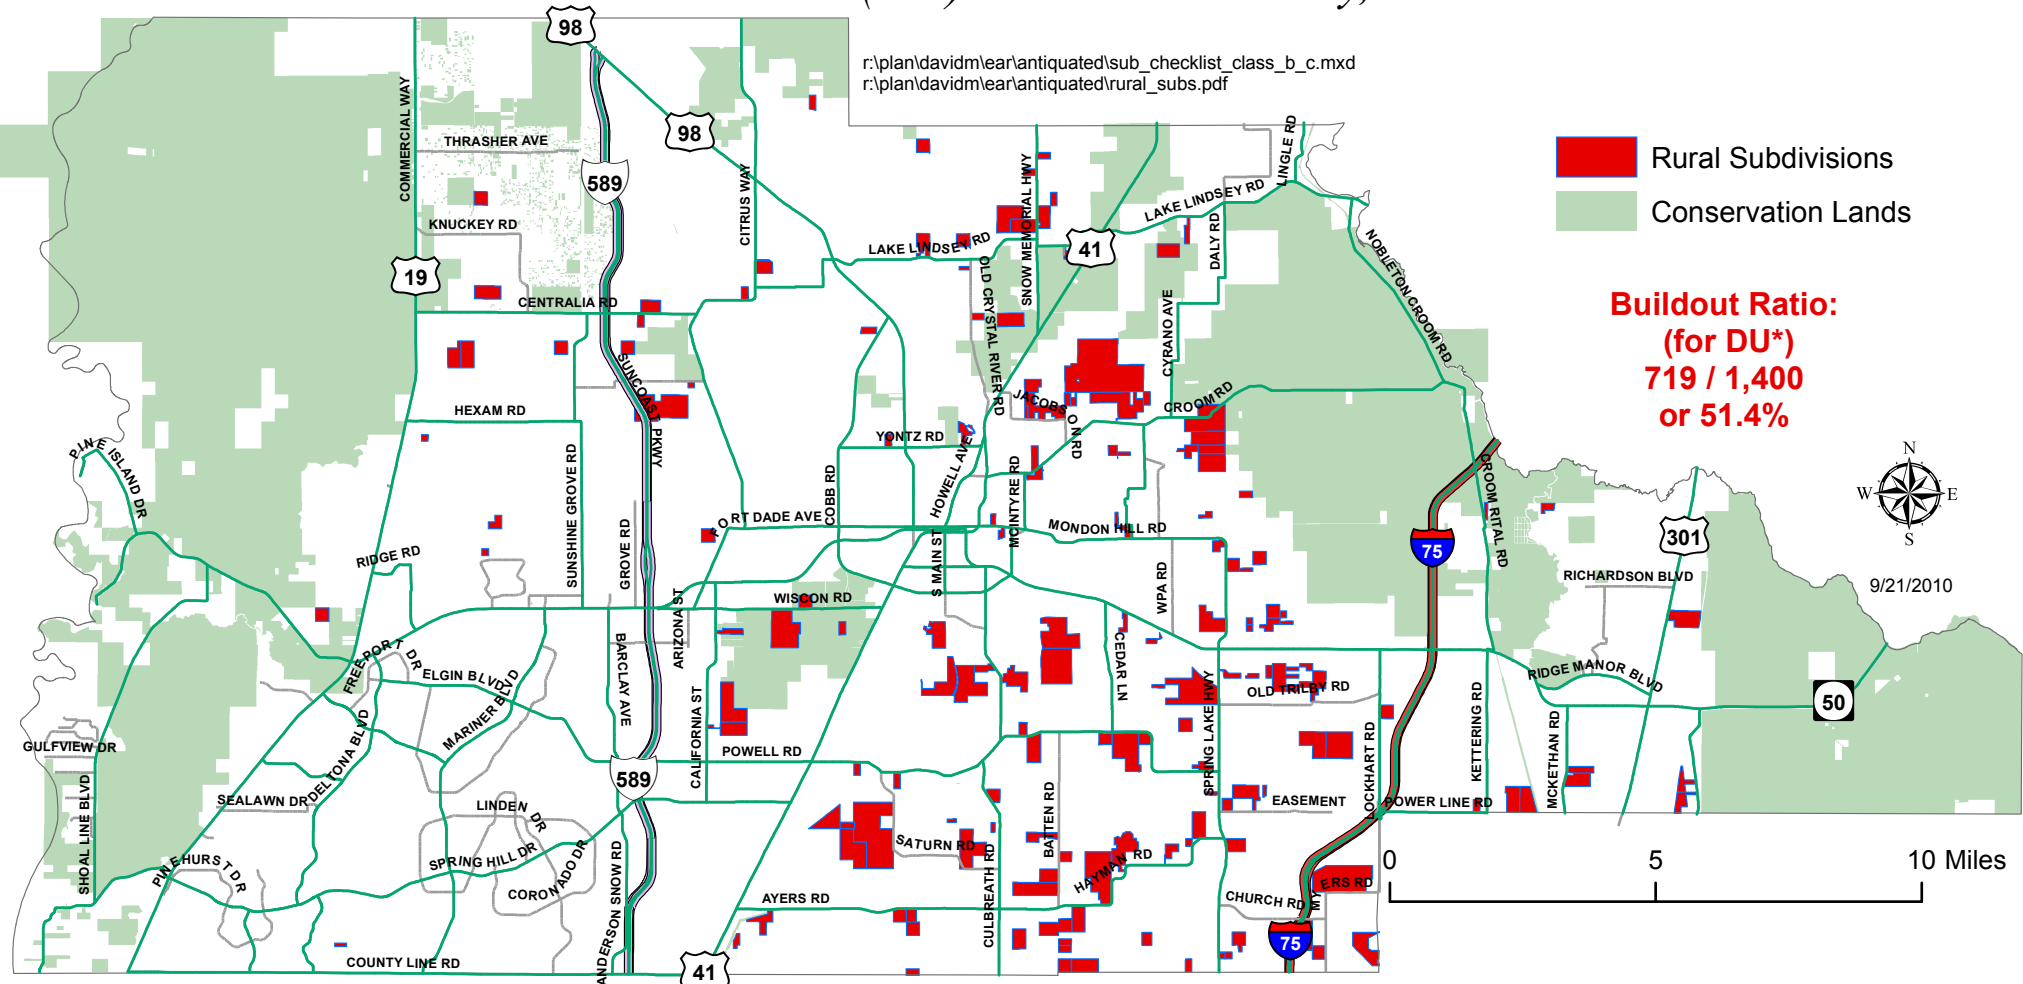 98
r:\plan\davidm\ear\antiquated\sub_checklist_class_b_c.mxd
r:\plan\davidm\ear\antiquated\rural_subs.pdf
COMMERCIAL WAY
THRASHER AVE
98
589
CITRUS WAY
SNOW MEMORIAL HWY
LINGLE RD
Rural Subdivisions
Conservation Lands
KNUCKEY RD
LAKE LINDSEY RD
LAKE LINDSEY RD
DALY RD
41
19
NOBLETON CROOM RD
OLD CRYSTAL RIVER RD
CENTRALIA RD
CYRANO AVE
Buildout Ratio:
(for DU*)
719 / 1,400
or 51.4%
SUNCOAST PKWY
HEXAM RD
JACOBSON RD
CROOM RD
YONTZ RD
PINE ISLAND DR
SUNSHINE GROVE RD
COBB RD
HOWELL AVE
MCINTYRE RD
CROOM RITAL RD
N
W
E
S
FORT DADE AVE
MONDON HILL RD
GROVE RD
RIDGE RD
75
301
S MAIN ST
WPA RD
RICHARDSON BLVD
9/21/2010
WISCON RD
ARIZONA ST
FREEPORT DR
BARCLAY AVE
CEDAR LN
ELGIN BLVD
MARINER BLVD
CALIFORNIA ST
SPRING LAKE HWY
OLD TRILBY RD
RIDGE MANOR BLVD
50
KETTERING RD
MCKETHAN RD
LOCKHART RD
GULFVIEW DR
DELTONA BLVD
POWELL RD
589
SHOAL LINE BLVD
SEALAWN DR
LINDEN DR
BATTEN RD
EASEMENT
POWER LINE RD
SATURN RD
SPRING HILL DR
CORONADO DR
PINEHURST DR
CULBREATH RD
HAYMAN RD
0
5
10 Miles
MYERS RD
CHURCH RD
AYERS RD
ANDERSON SNOW RD
COUNTY LINE RD
41
75